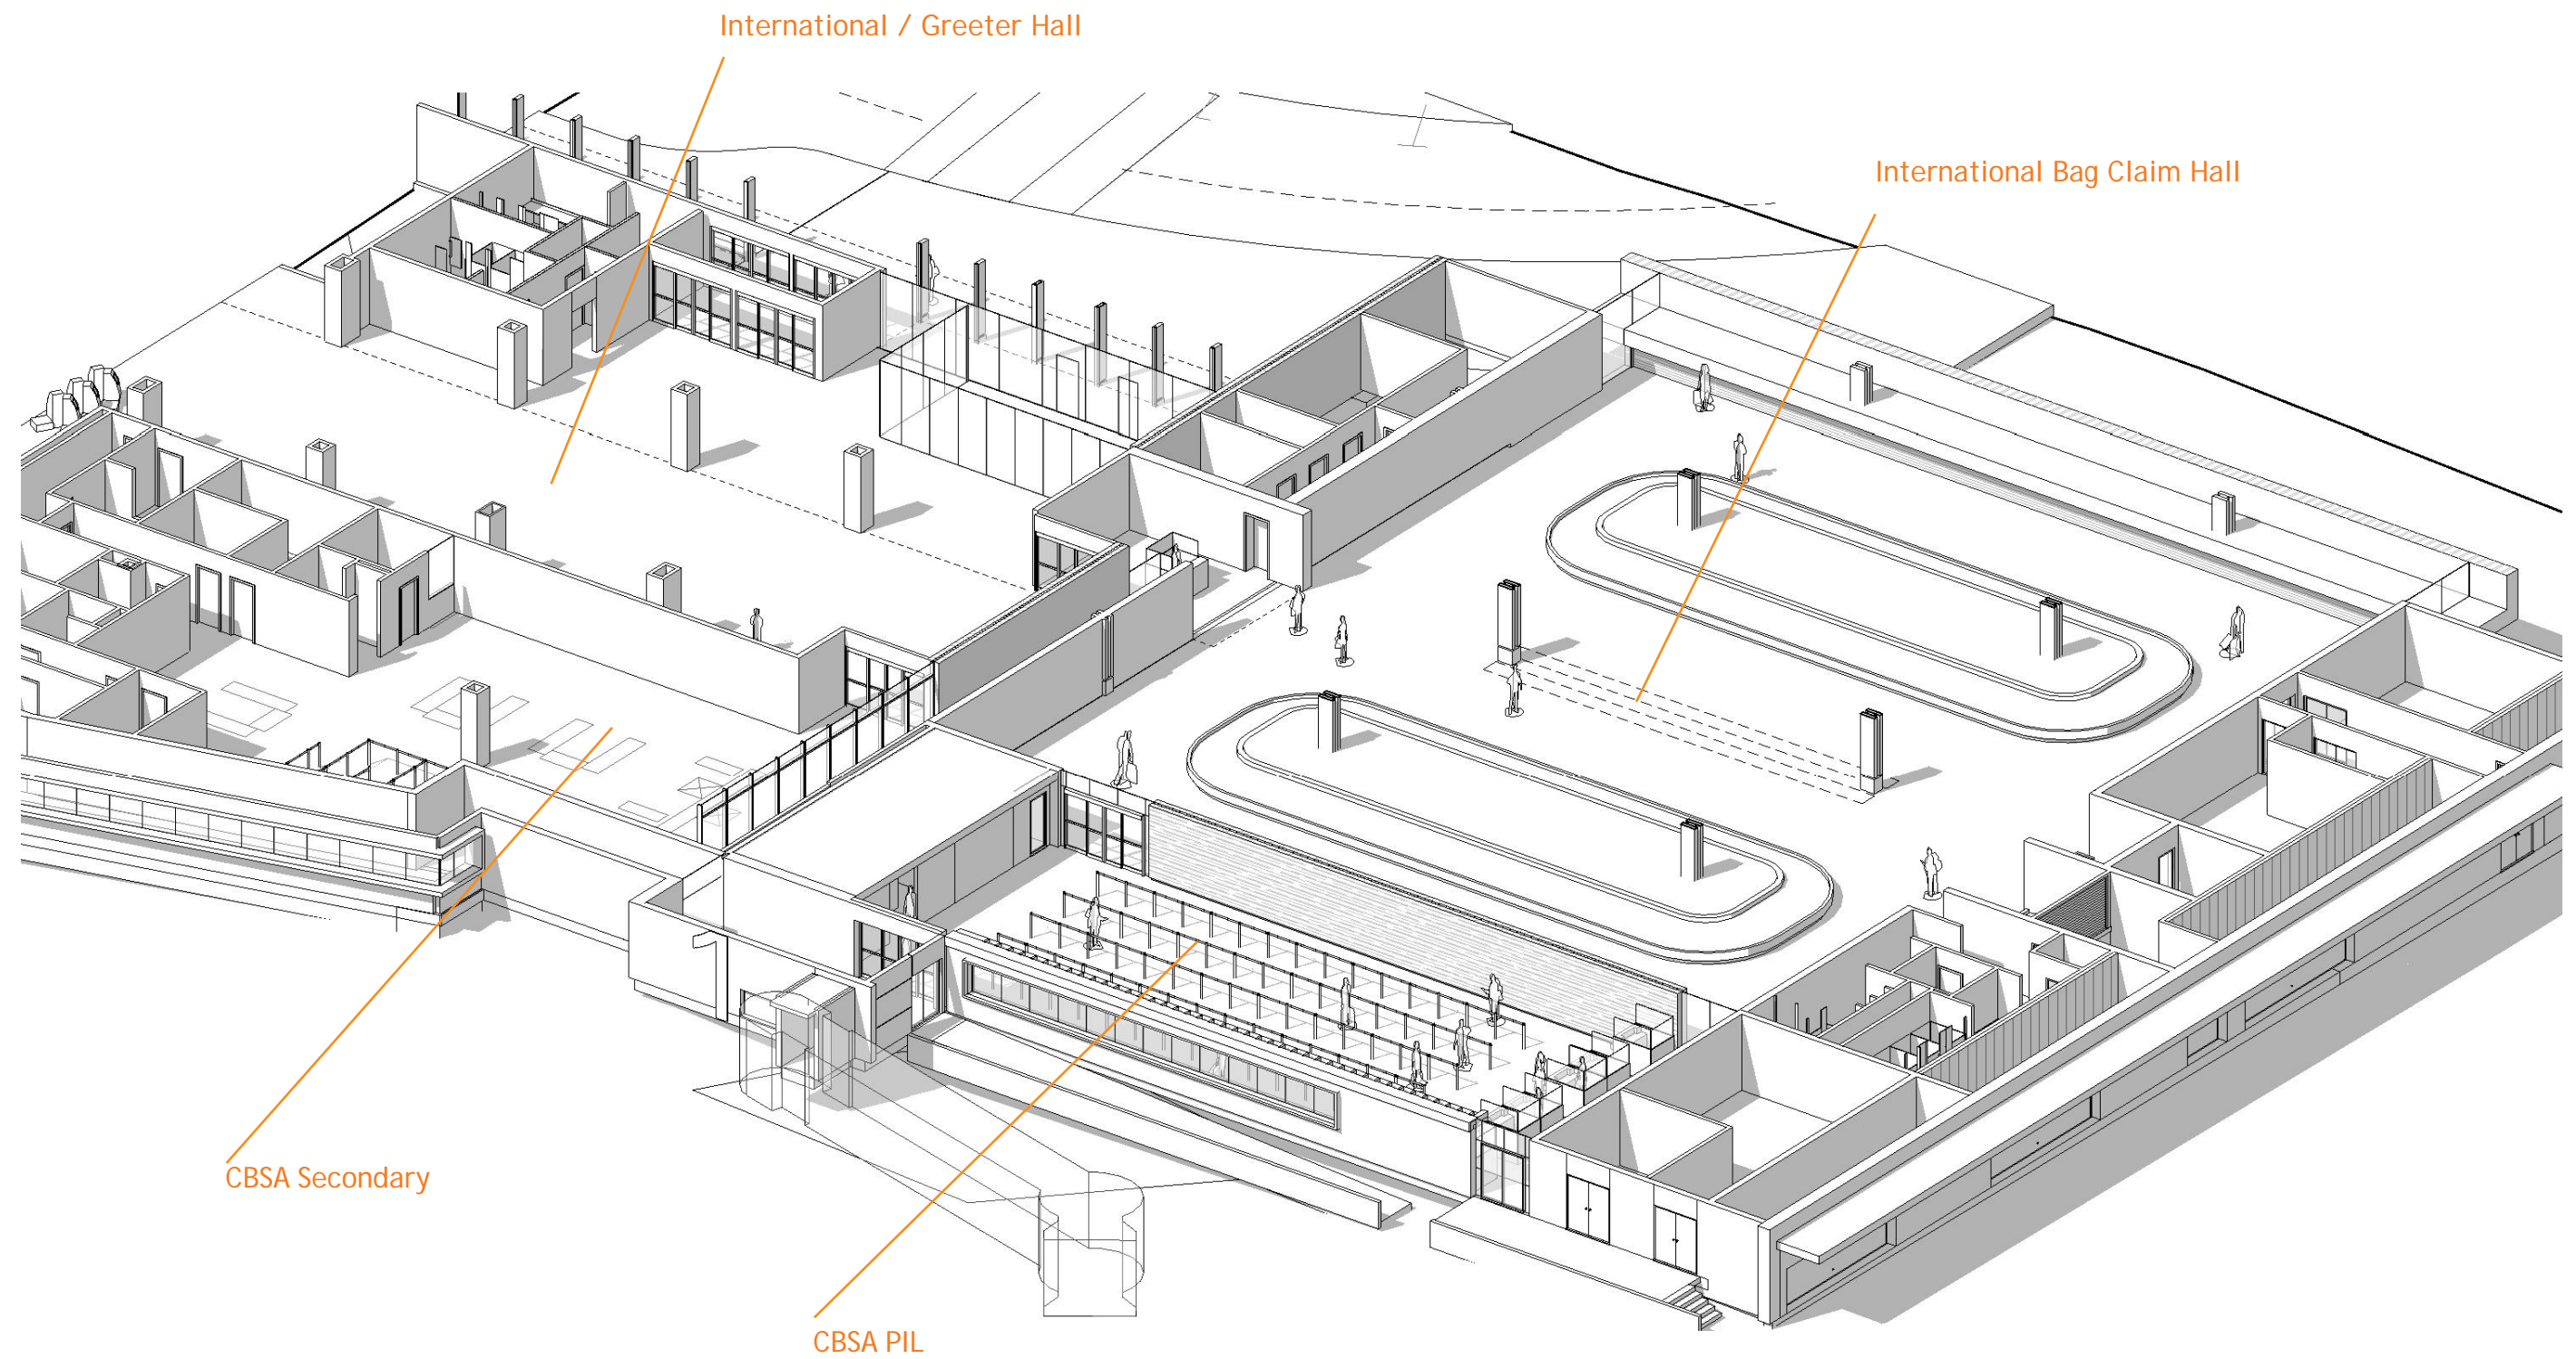 International / Greeter Hall
International Bag Claim Hall
CBSA Secondary
CBSA PIL